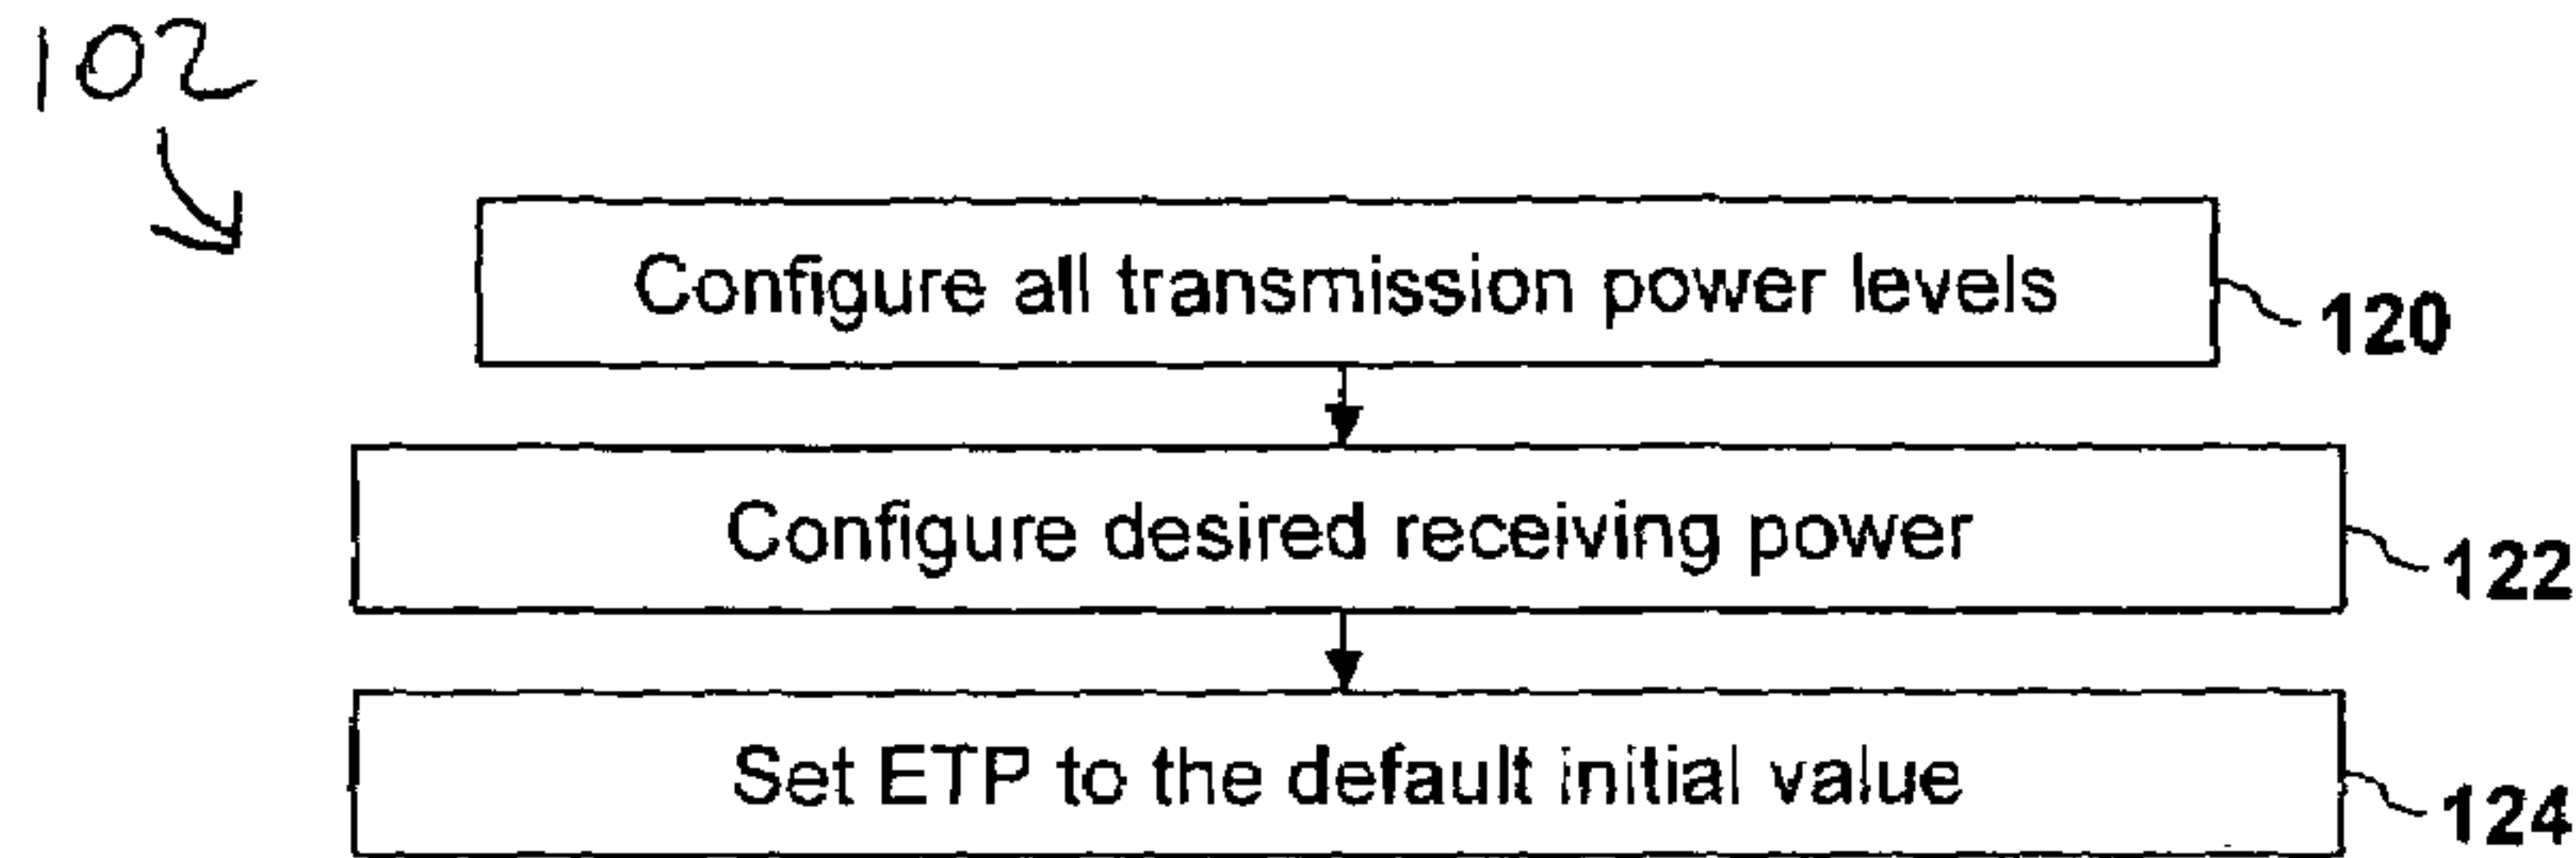 102
Configure all transmission power levels
120
Configure desired receiving power
122
Set ETP to the default initial value
124